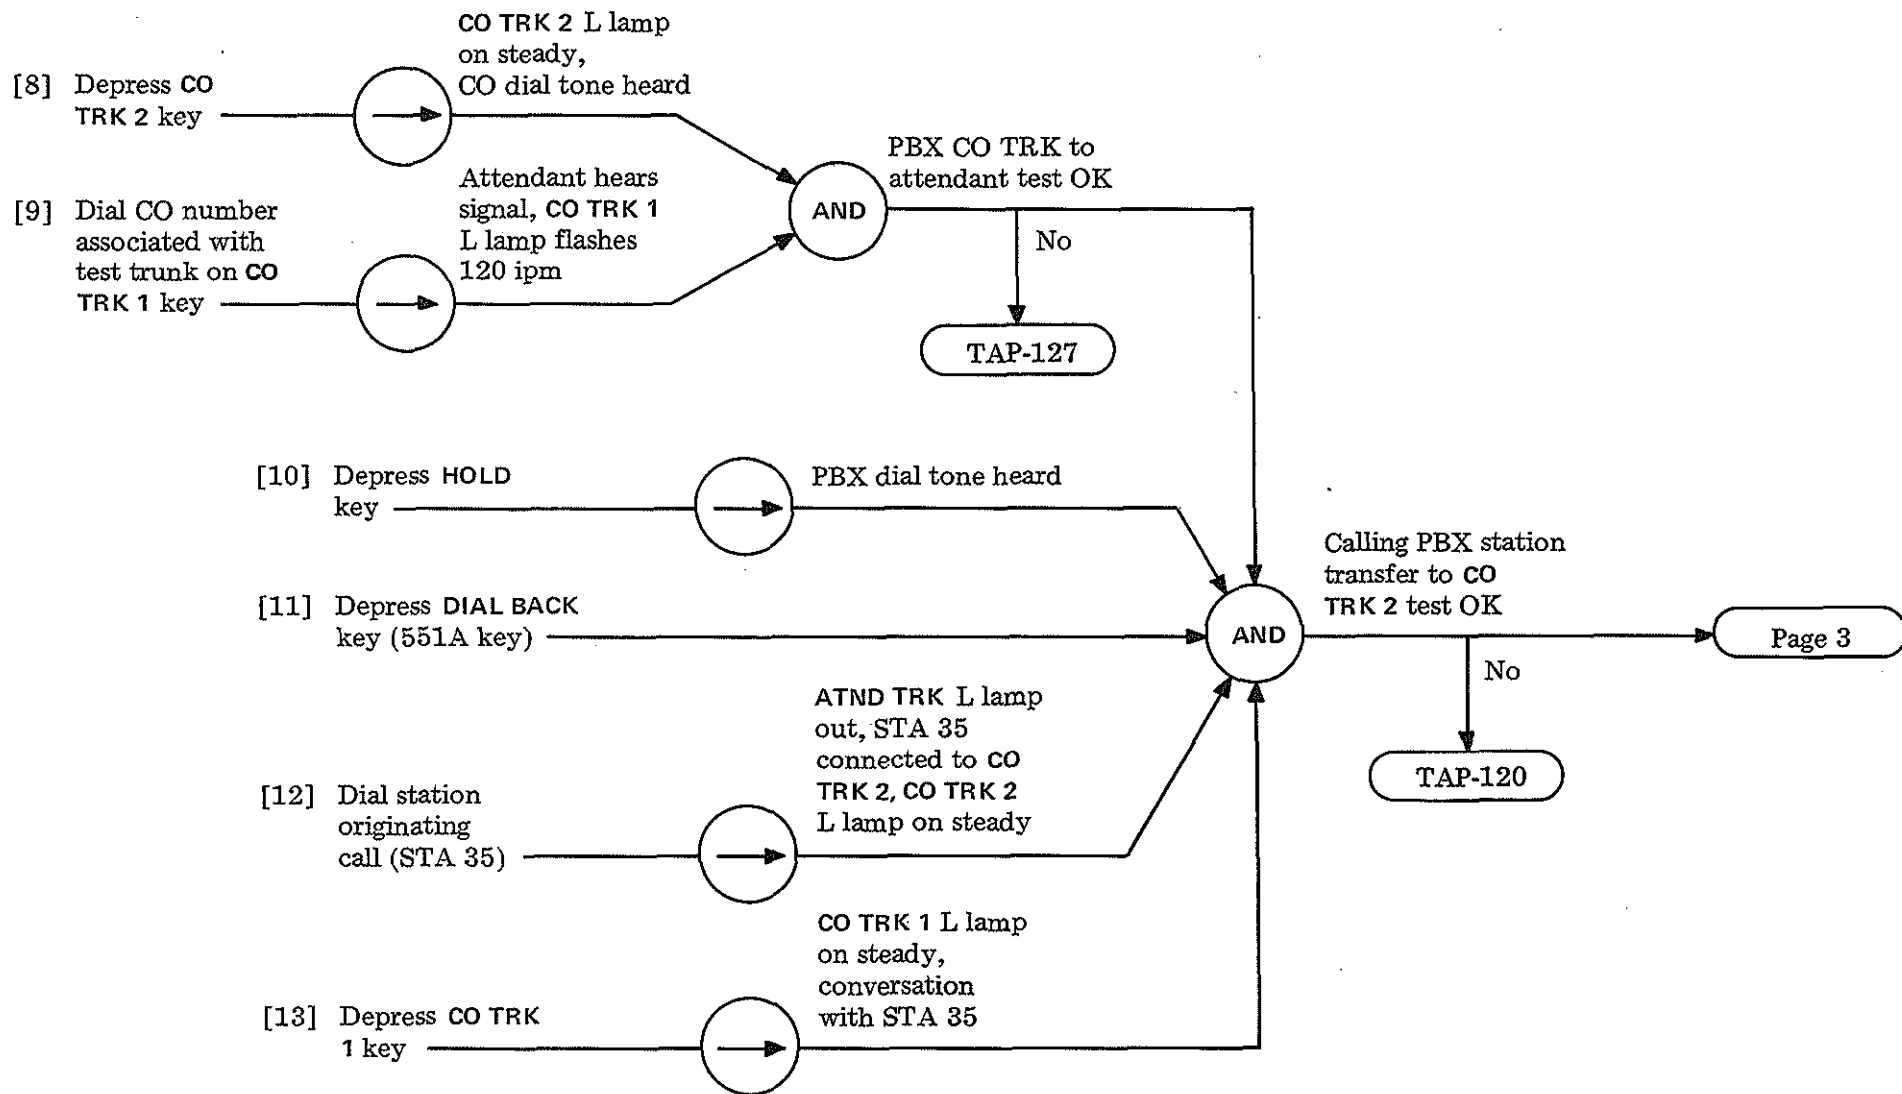 CO TRK 2 L lamp
on steady,
CO dial tone heard
[8] Depress CO
TRK 2 key
Attendant hears
signal, CO TRK 1
L lamp flashes
120 ipm
[9] Dial CO number
associated with
test trunk on CO
TRK 1 key
AND
PBX CO TRK to
attendant test OK
No
TAP-127
[10] Depress HOLD
key
PBX dial tone heard
[11] Depress DIAL BACK
key (551A key)
AND
Calling PBX station
transfer to CO
TRK 2 test OK
Page 3
No
TAP-120
ATND TRK L lamp
out, STA 35
connected to CO
TRK 2, CO TRK 2
L lamp on steady
[12] Dial station
originating
call (STA 35)
CO TRK 1 L lamp
on steady,
conversation
with STA 35
[13] Depress CO TRK
1 key